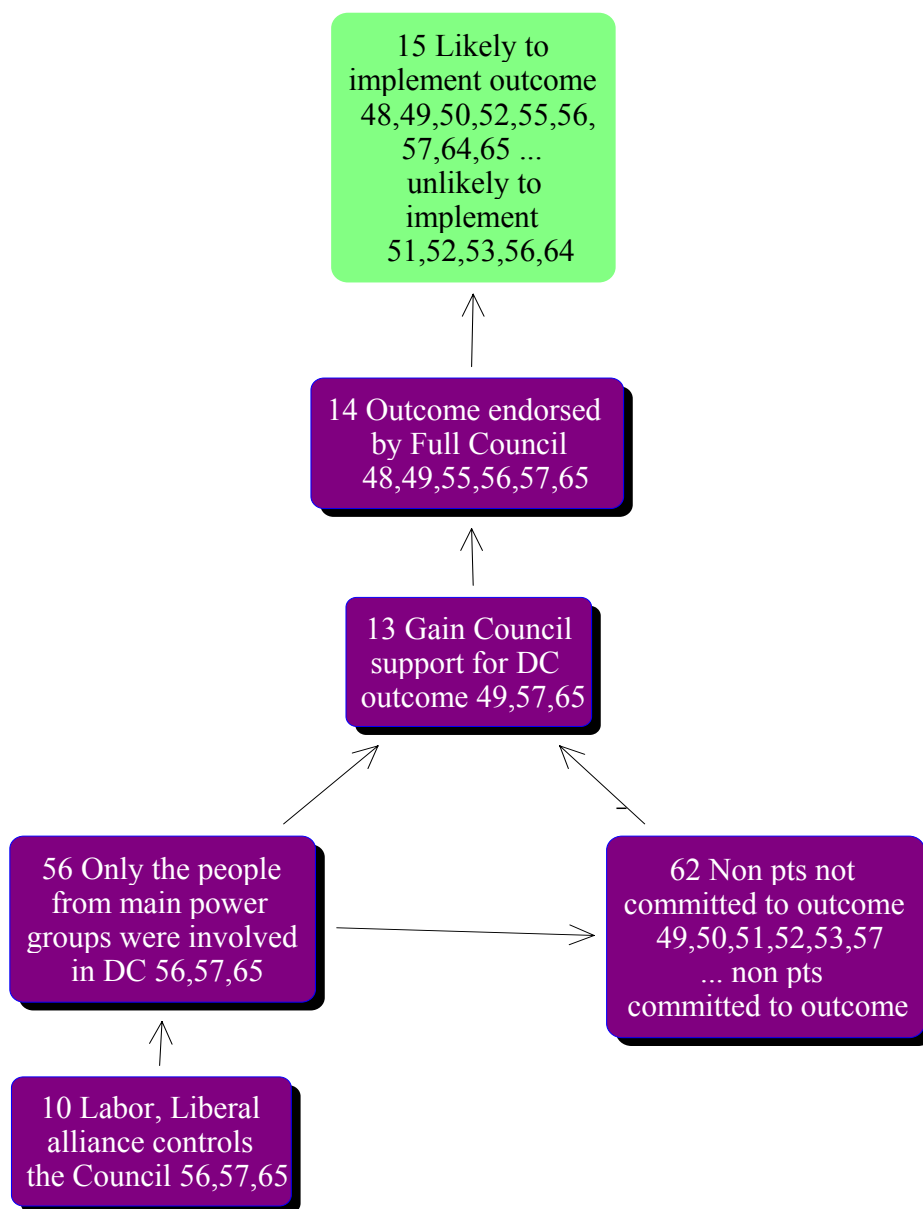 15 Likely to
implement outcome
48,49,50,52,55,56,
57,64,65 ...
unlikely to
implement
51,52,53,56,64
14 Outcome endorsed
by Full Council
48,49,55,56,57,65
13 Gain Council
support for DC
outcome 49,57,65
-
56 Only the people
from main power
groups were involved
in DC 56,57,65
62 Non pts not
committed to outcome
49,50,51,52,53,57
... non pts
committed to outcome
10 Labor, Liberal
alliance controls
the Council 56,57,65